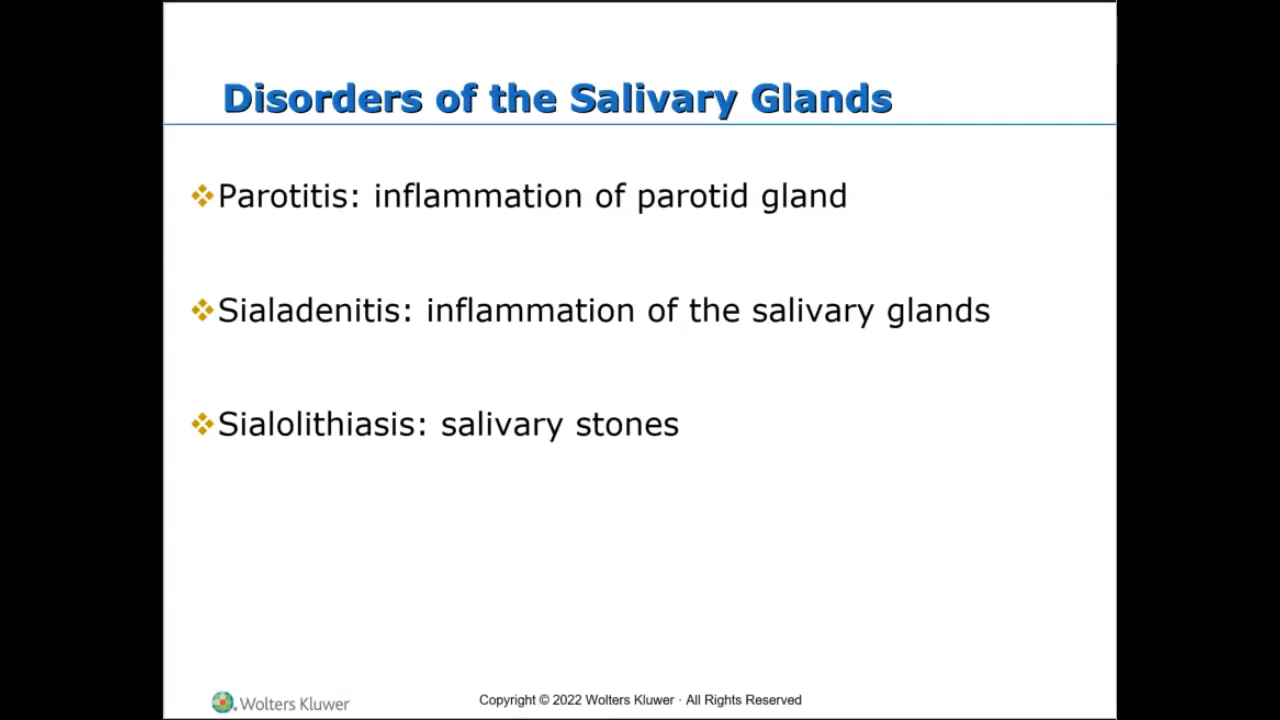 Disorders of the Salivary Glands
Parotitis: inflammation of parotid gland
Sialadenitis: inflammation of the salivary glands
Sialolithiasis: salivary stones
Wolters Kluwer
Copyright © 2022 Wolters Kluwer · All Rights Reserved